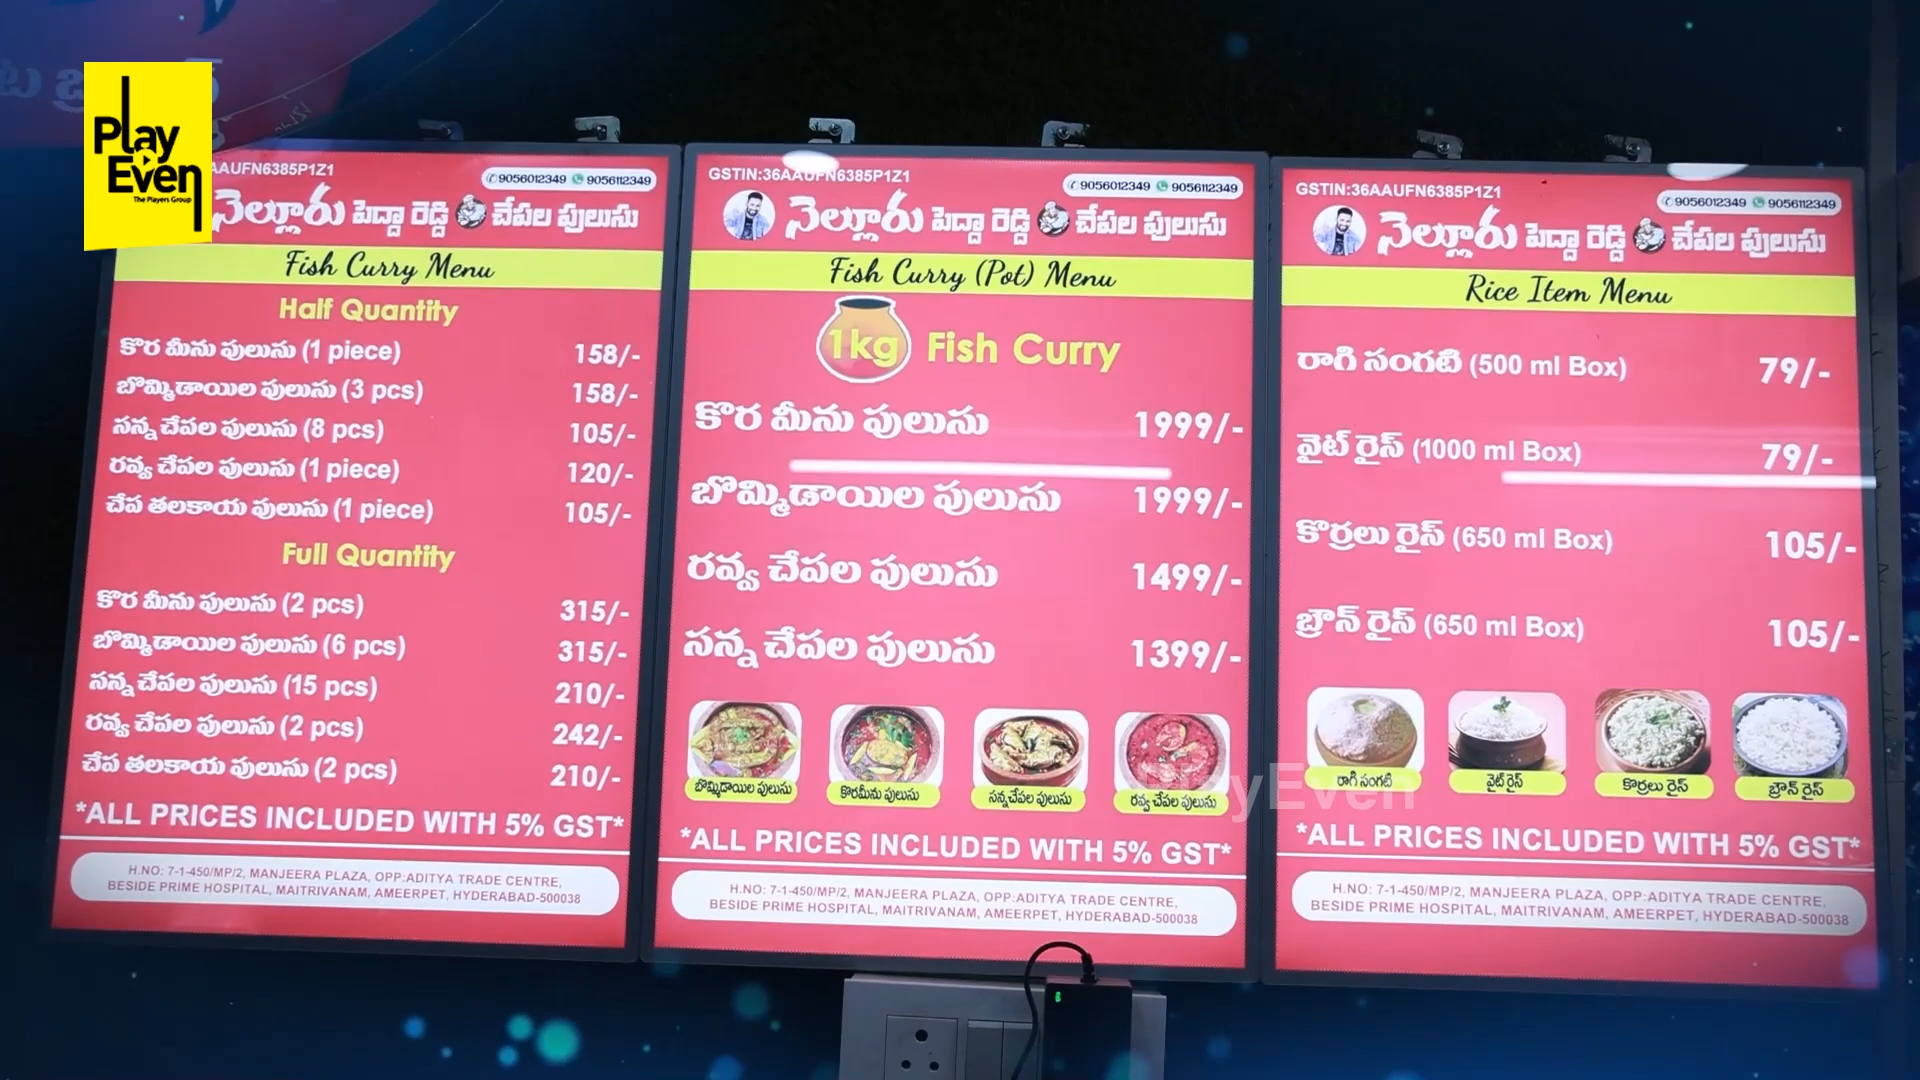 Play
Even
The Players Group
AAUFN6385P1Z1
9056012349 9056112349
నెల్లూరు పెద్దా రెడ్డి చేపల పులుసు
Fish Curry Menu
Half Quantity
కొర మీను పులుసు (1 piece) 158/-
బొమ్మిడాయిల పులుసు (3 pcs) 158/-
సన్న చేపల పులుసు (8 pcs) 105/-
రవ్వ చేపల పులుసు (1 piece) 120/-
చేప తలకాయ పులుసు (1 piece) 105/-
Full Quantity
కొర మీను పులుసు (2 pcs) 315/-
బొమ్మిడాయిల పులుసు (6 pcs) 315/-
సన్న చేపల పులుసు (15 pcs) 210/-
రవ్వ చేపల పులుసు (2 pcs) 242/-
చేప తలకాయ పులుసు (2 pcs) 210/-
*ALL PRICES INCLUDED WITH 5% GST*
H.NO: 7-1-450/MP/2, MANJEERA PLAZA, OPP:ADITYA TRADE CENTRE,
BESIDE PRIME HOSPITAL, MAITRIVANAM, AMEERPET, HYDERABAD-500038
GSTIN:36AAUFN6385P1Z1
9056012349 9056112349
నెల్లూరు పెద్దా రెడ్డి చేపల పులుసు
Fish Curry (Pot) Menu
1kg Fish Curry
కొర మీను పులుసు 1999/-
బొమ్మిడాయిల పులుసు 1999/-
రవ్వ చేపల పులుసు 1499/-
సన్న చేపల పులుసు 1399/-
బొమ్మిడాయిల పులుసు కొరమీను పులుసు సన్నచేపల పులుసు రవ్వ చేపల పులుసు
*ALL PRICES INCLUDED WITH 5% GST*
H.NO: 7-1-450/MP/2, MANJEERA PLAZA, OPP:ADITYA TRADE CENTRE,
BESIDE PRIME HOSPITAL, MAITRIVANAM, AMEERPET, HYDERABAD-500038
GSTIN:36AAUFN6385P1Z1
9056012349 9056112349
నెల్లూరు పెద్దా రెడ్డి చేపల పులుసు
Rice Item Menu
రాగి సంగటి (500 ml Box) 79/-
వైట్ రైస్ (1000 ml Box) 79/-
కొర్రలు రైస్ (650 ml Box) 105/-
బ్రౌన్ రైస్ (650 ml Box) 105/-
రాగి సంగటి వైట్ రైస్ కొర్రలు రైస్ బ్రౌన్ రైస్
PlayEven
*ALL PRICES INCLUDED WITH 5% GST*
H.NO: 7-1-450/MP/2, MANJEERA PLAZA, OPP:ADITYA TRADE CENTRE,
BESIDE PRIME HOSPITAL, MAITRIVANAM, AMEERPET, HYDERABAD-500038